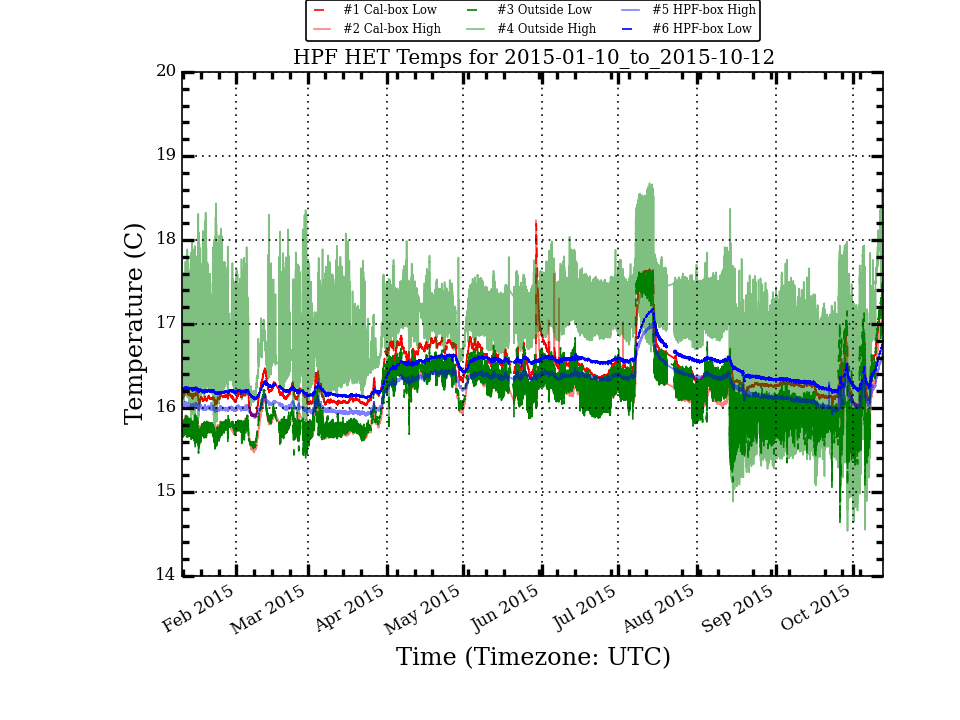 #1 Cal-box Low #3 Outside Low #5 HPF-box High
#2 Cal-box High #4 Outside High #6 HPF-box Low
HPF HET Temps for 2015-01-10_to_2015-10-12
20
19
18
17
16
15
14
Temperature (C)
Feb 2015 Mar 2015 Apr 2015 May 2015 Jun 2015 Jul 2015 Aug 2015 Sep 2015 Oct 2015
Time (Timezone: UTC)